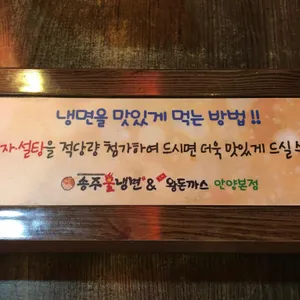 냉면을 맛있게 먹는 방법!!
자·설탕을 적당량 첨가하여 드시면 더욱 맛있게 드실
송주불냉면 & 왕돈까스 안양본점